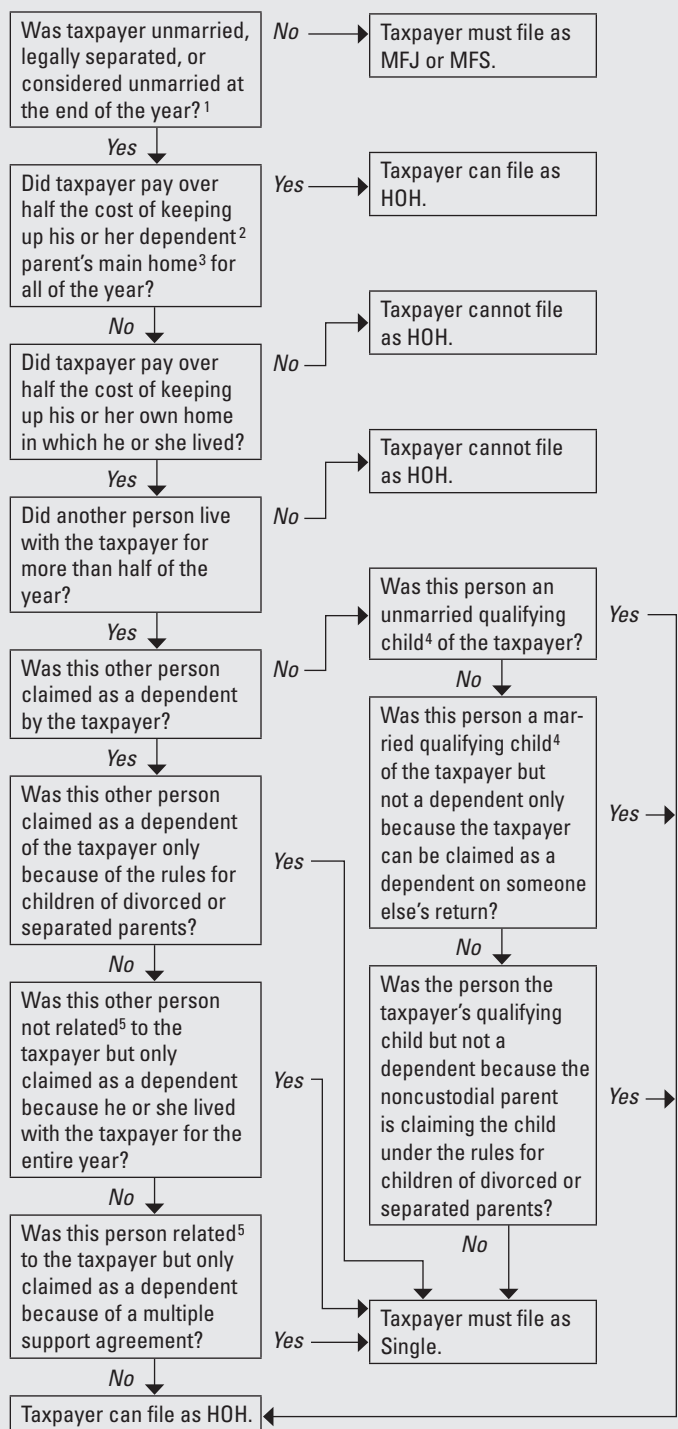 Was taxpayer unmarried,
legally separated, or
considered unmarried at
the end of the year? 1
No
Taxpayer must file as
MFJ or MFS.
Yes
Did taxpayer pay over
half the cost of keeping
up his or her dependent 2
parent's main home 3 for
all of the year?
Yes
Taxpayer can file as
HOH.
No
Did taxpayer pay over
half the cost of keeping
up his or her own home
in which he or she lived?
No
Taxpayer cannot file
as HOH.
Yes
Did another person live
with the taxpayer for
more than half of the
year?
No
Taxpayer cannot file
as HOH.
Yes
Was this other person
claimed as a dependent
by the taxpayer?
No
Was this person an
unmarried qualifying
child4 of the taxpayer?
Yes
No
Was this person a mar-
ried qualifying child4
of the taxpayer but
not a dependent only
because the taxpayer
can be claimed as a
dependent on someone
else's return?
Yes
No
Was the person the
taxpayer's qualifying
child but not a
dependent because the
noncustodial parent
is claiming the child
under the rules for
children of divorced or
separated parents?
Yes
No
Yes
Was this other person
claimed as a dependent
of the taxpayer only
because of the rules for
children of divorced or
separated parents?
Yes
No
Was this other person
not related5 to the
taxpayer but only
claimed as a dependent
because he or she lived
with the taxpayer for the
entire year?
Yes
No
Was this person related5
to the taxpayer but only
claimed as a dependent
because of a multiple
support agreement?
Yes
Taxpayer must file as
Single.
No
Taxpayer can file as HOH.